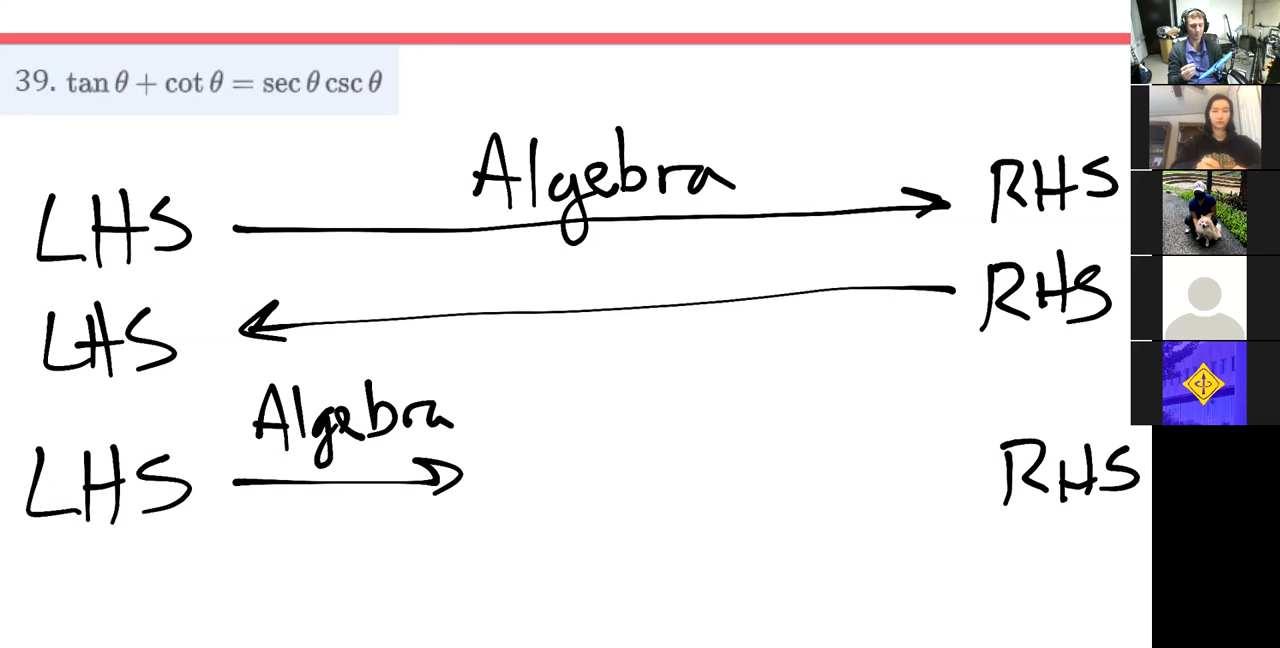 39. tan θ + cot θ = sec θ csc θ
Algebra
LHS RHS
LHS RHS
Algebra
LHS RHS